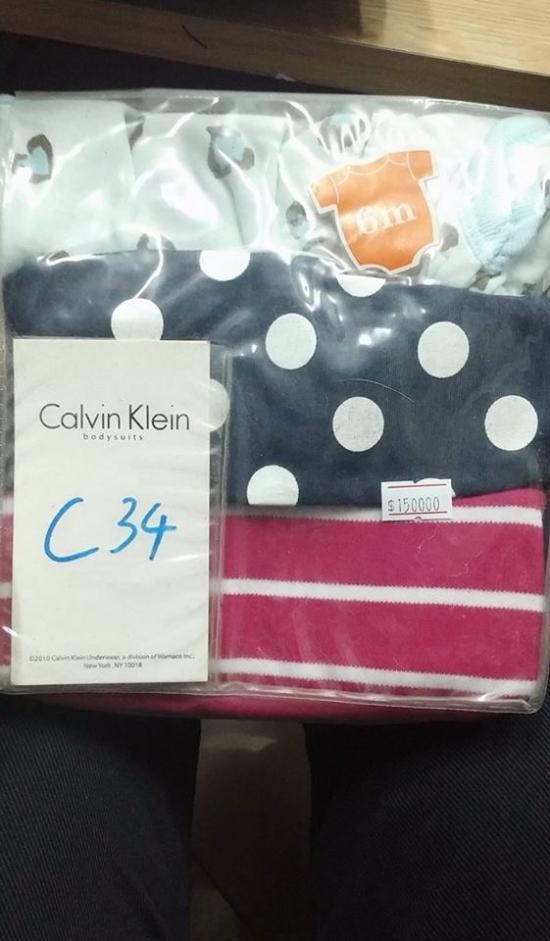 6m
Calvin Klein
bodysuits
$150000
C 34
©2010 Calvin Klein Underwear, a division of Warnaco Inc.
New York, NY 10018